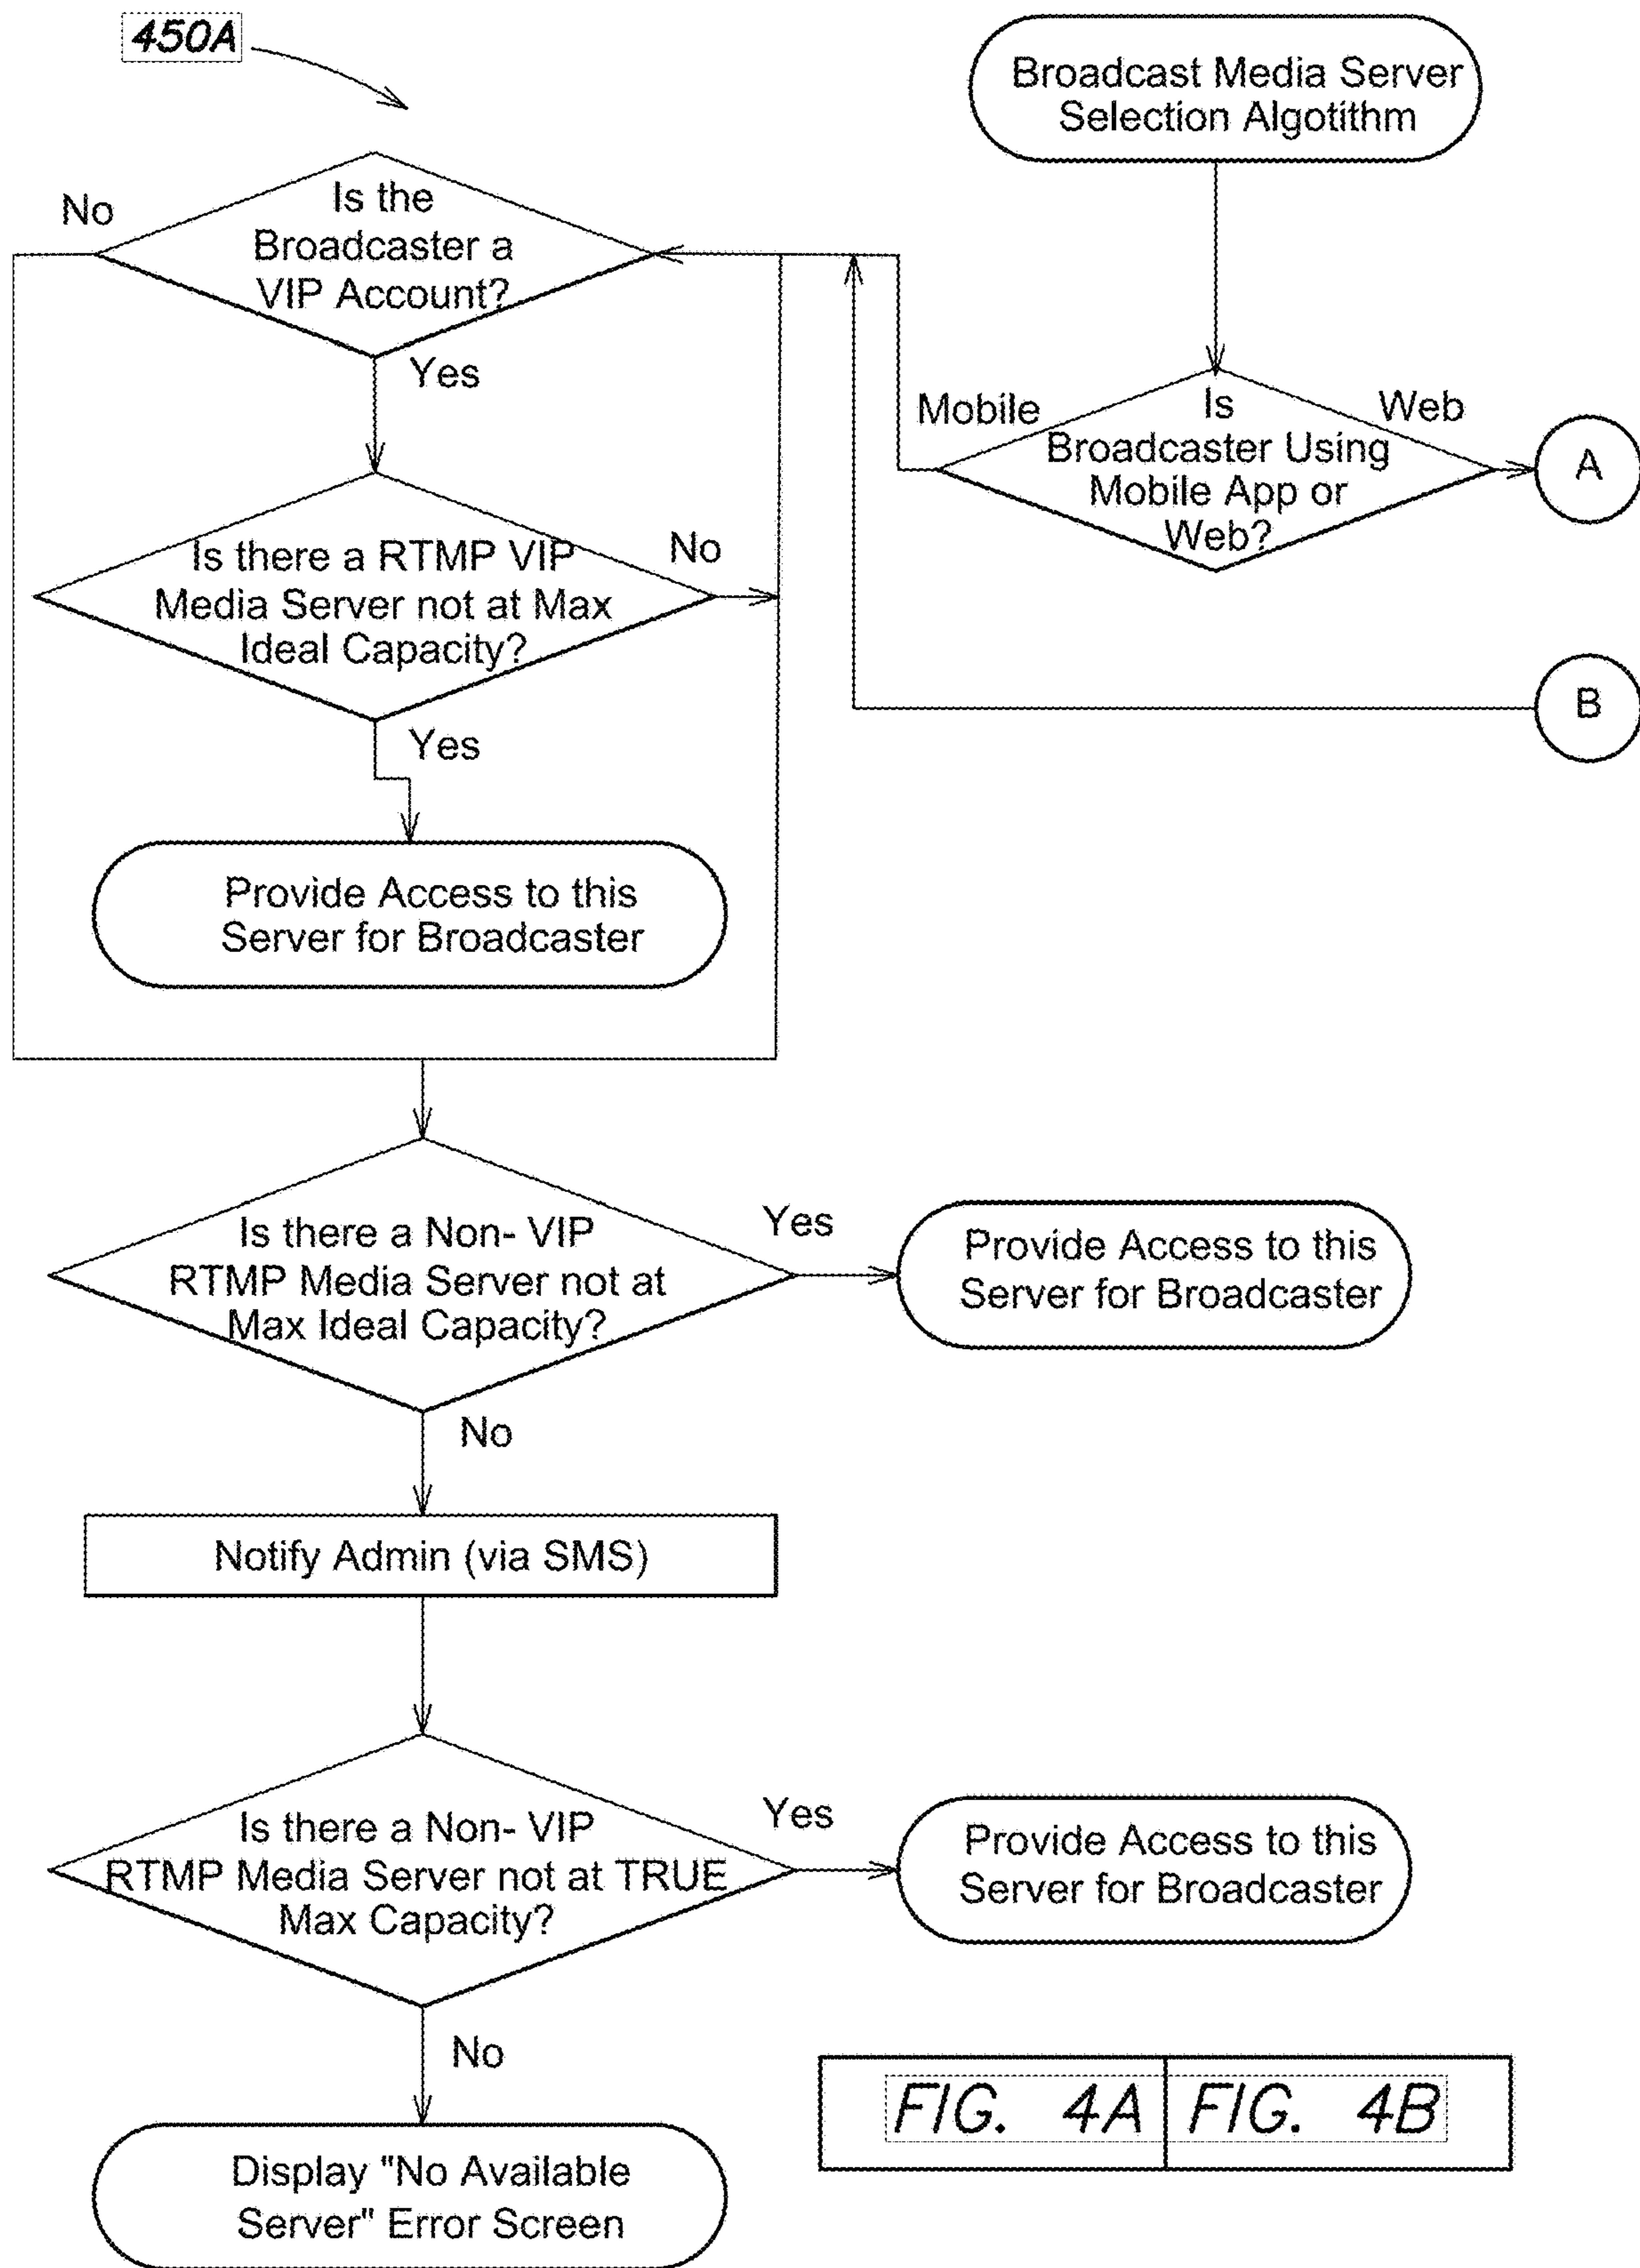 450A
Broadcast Media Server
Selection Algotithm
No
Is the
Broadcaster a
VIP Account?
Yes
Mobile
Is
Broadcaster Using
Mobile App or
Web?
Web
A
Is there a RTMP VIP
Media Server not at Max
Ideal Capacity?
No
B
Yes
Provide Access to this
Server for Broadcaster
Is there a Non- VIP
RTMP Media Server not at
Max Ideal Capacity?
Yes
Provide Access to this
Server for Broadcaster
No
Notify Admin (via SMS)
Is there a Non- VIP
RTMP Media Server not at TRUE
Max Capacity?
Yes
Provide Access to this
Server for Broadcaster
No
Display "No Available
Server" Error Screen
FIG. 4A
FIG. 4B